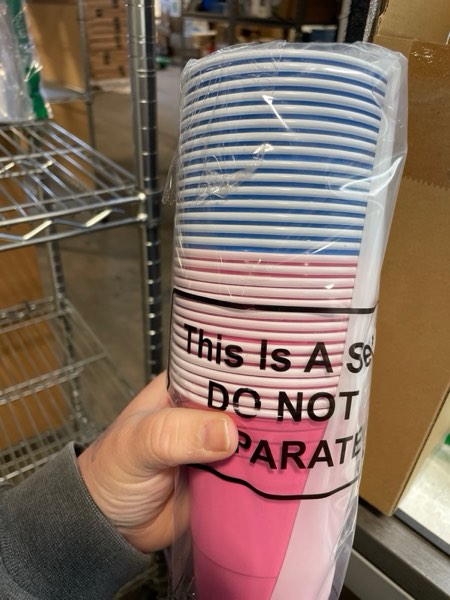 This Is A Se
DO NOT
PARATE